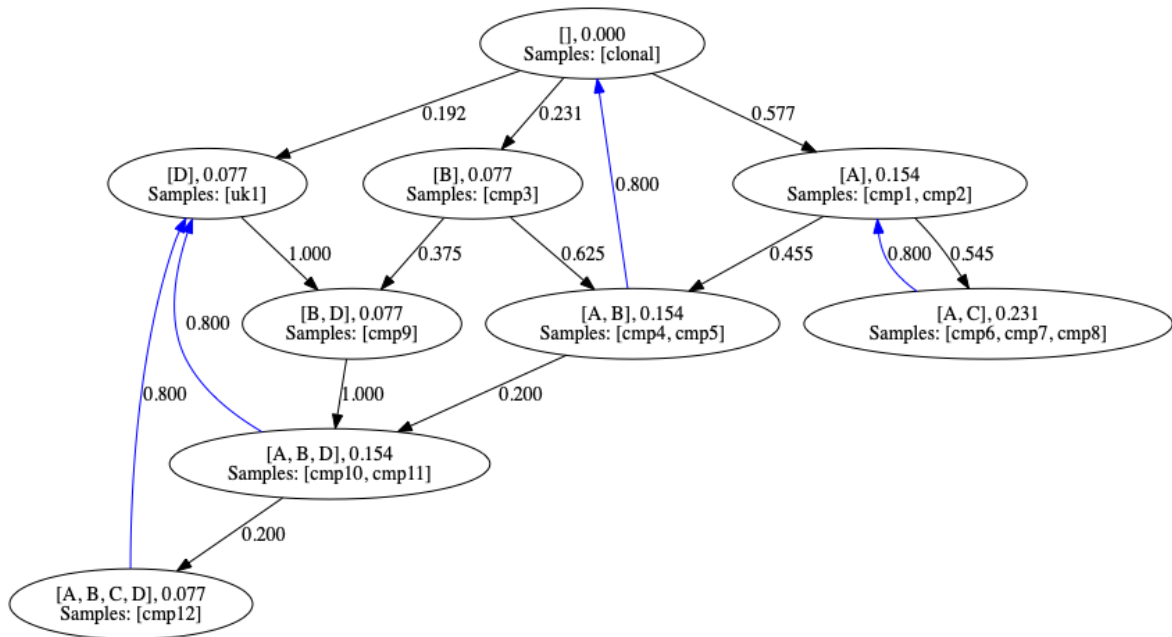 [], 0.000
Samples: [clonal]
0.192
0.231
0.577
[D], 0.077
Samples: [uk1]
[B], 0.077
Samples: [cmp3]
0.800
[A], 0.154
Samples: [cmp1, cmp2]
1.000
0.375
0.625
0.455
0.800
0.545
[B, D], 0.077
Samples: [cmp9]
[A, B], 0.154
Samples: [cmp4, cmp5]
[A, C], 0.231
Samples: [cmp6, cmp7, cmp8]
0.800
0.800
1.000
0.200
[A, B, D], 0.154
Samples: [cmp10, cmp11]
0.200
[A, B, C, D], 0.077
Samples: [cmp12]